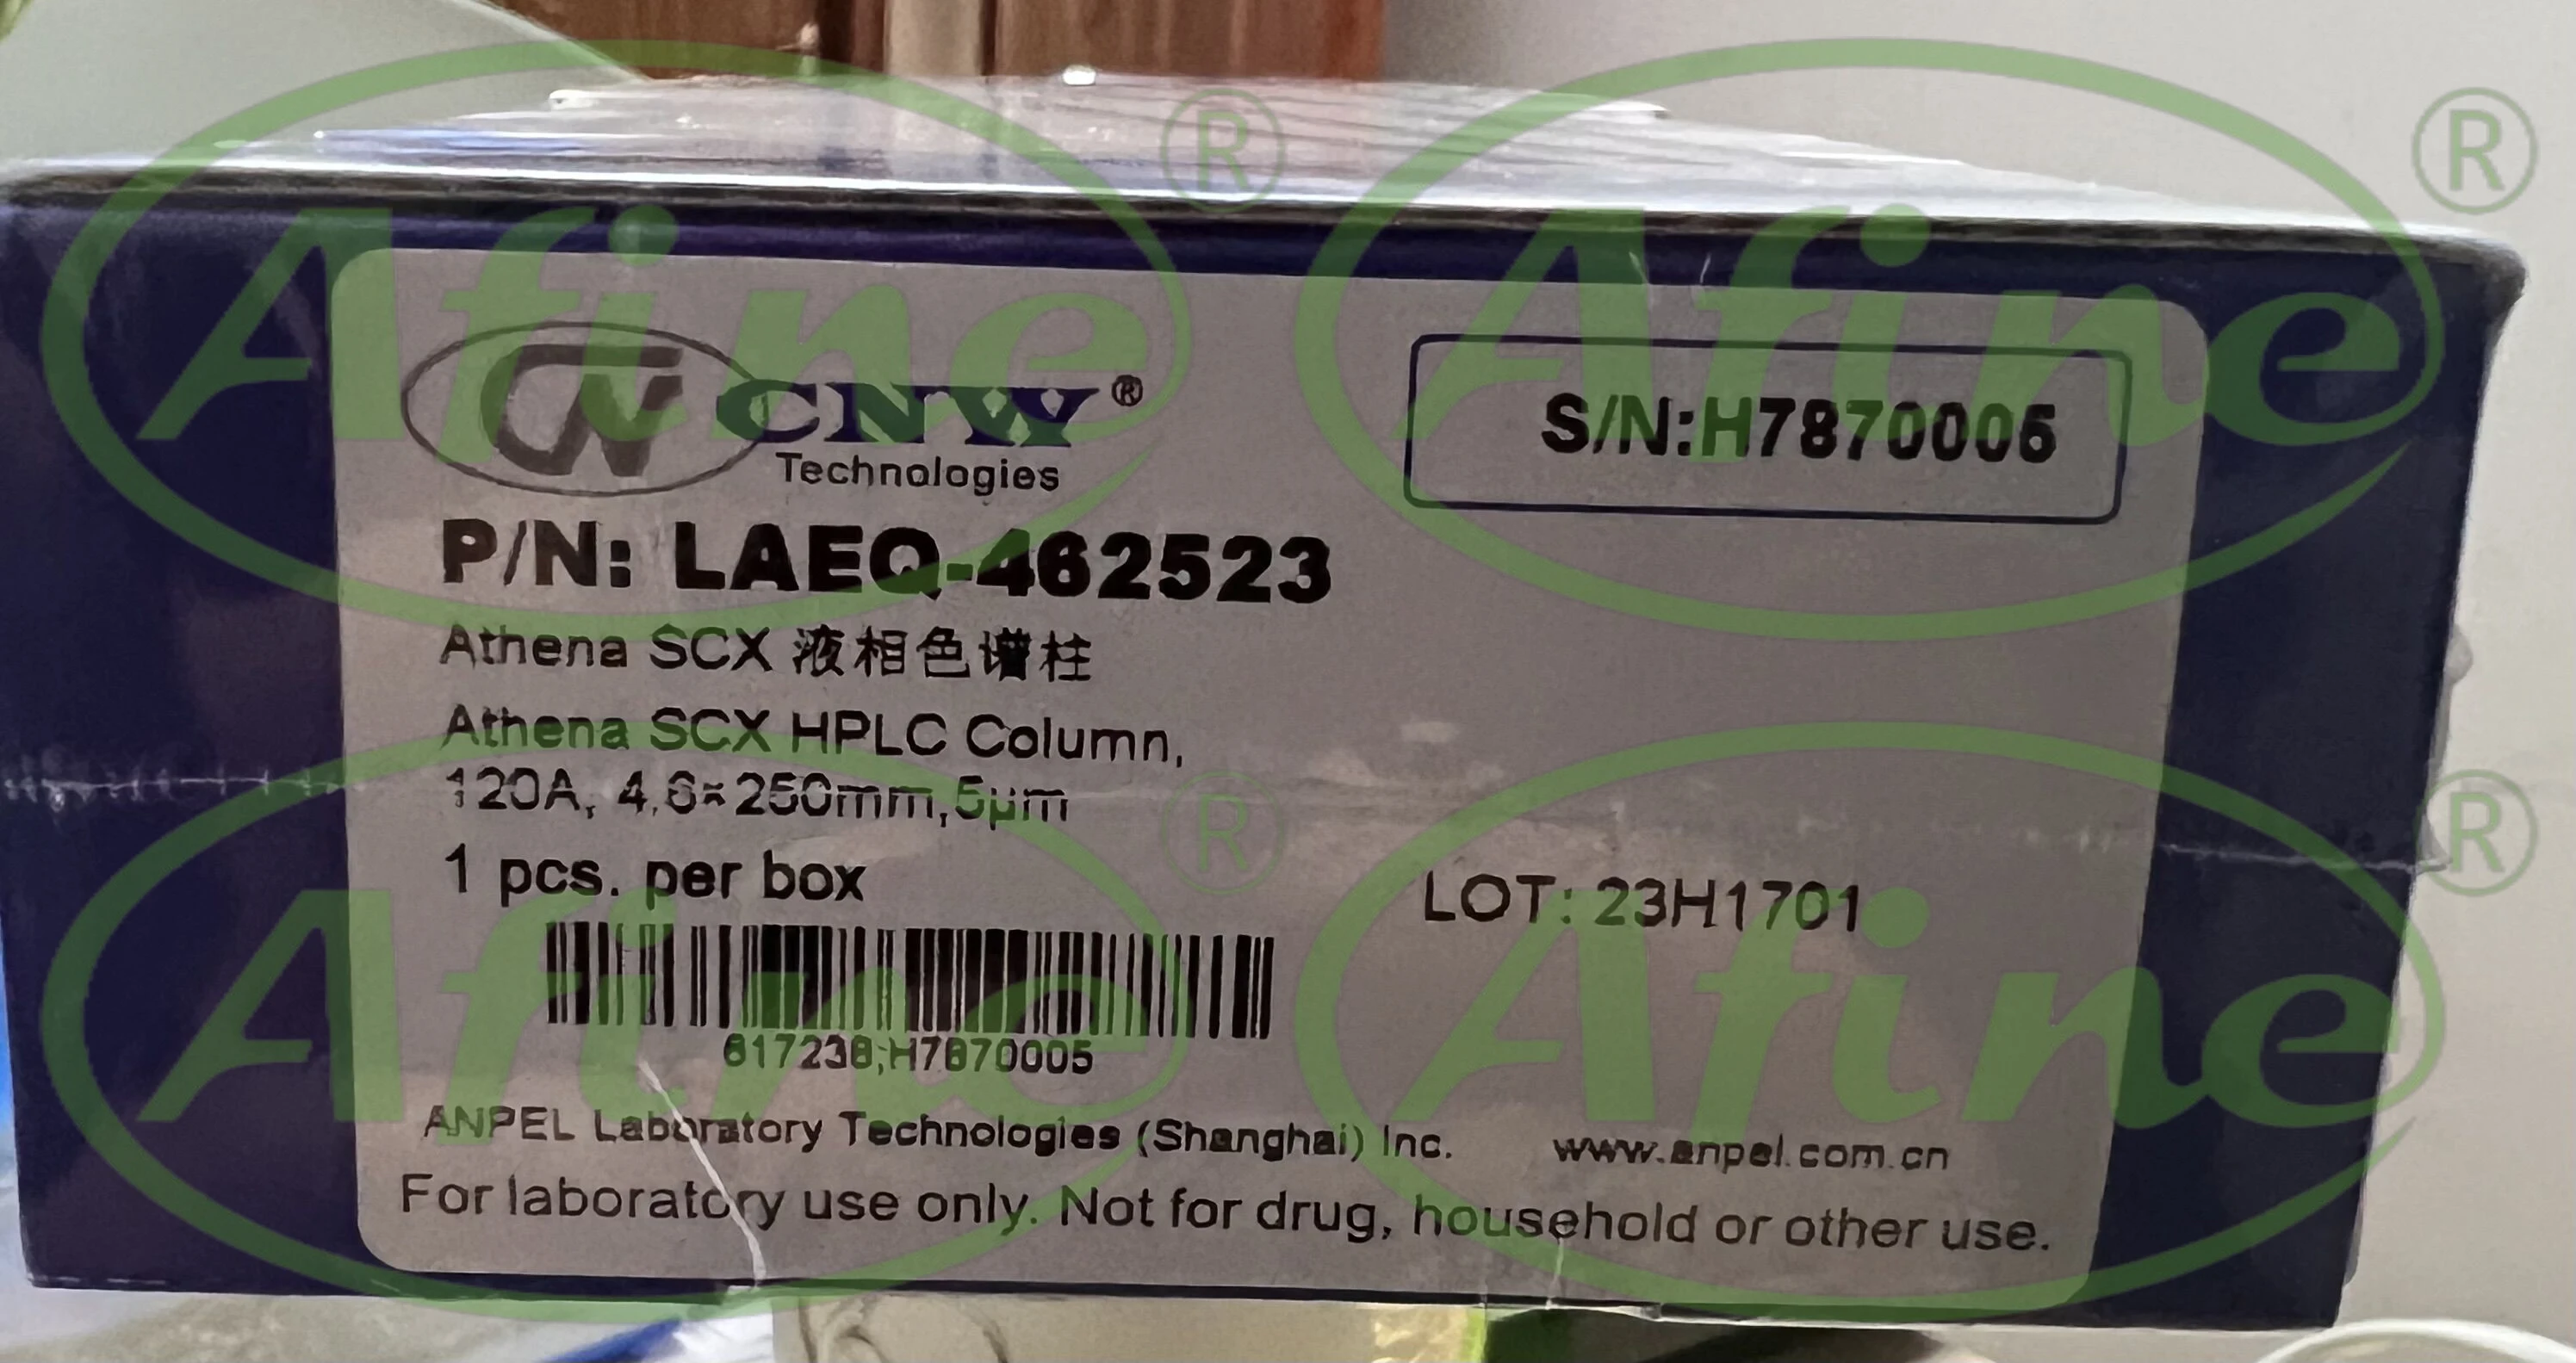 CNW®
Technologies
S/N:H7870005
P/N: LAEQ-462523
Athena SCX 液相色谱柱
Athena SCX HPLC Column,
120A, 4.6×250mm,5μm
1 pcs. per box
LOT: 23H1701
617238;H7870005
ANPEL Laboratory Technologies (Shanghai) Inc. www.anpel.com.cn
For laboratory use only. Not for drug, household or other use.
Afine®
Afine®
Afine®
Afine®